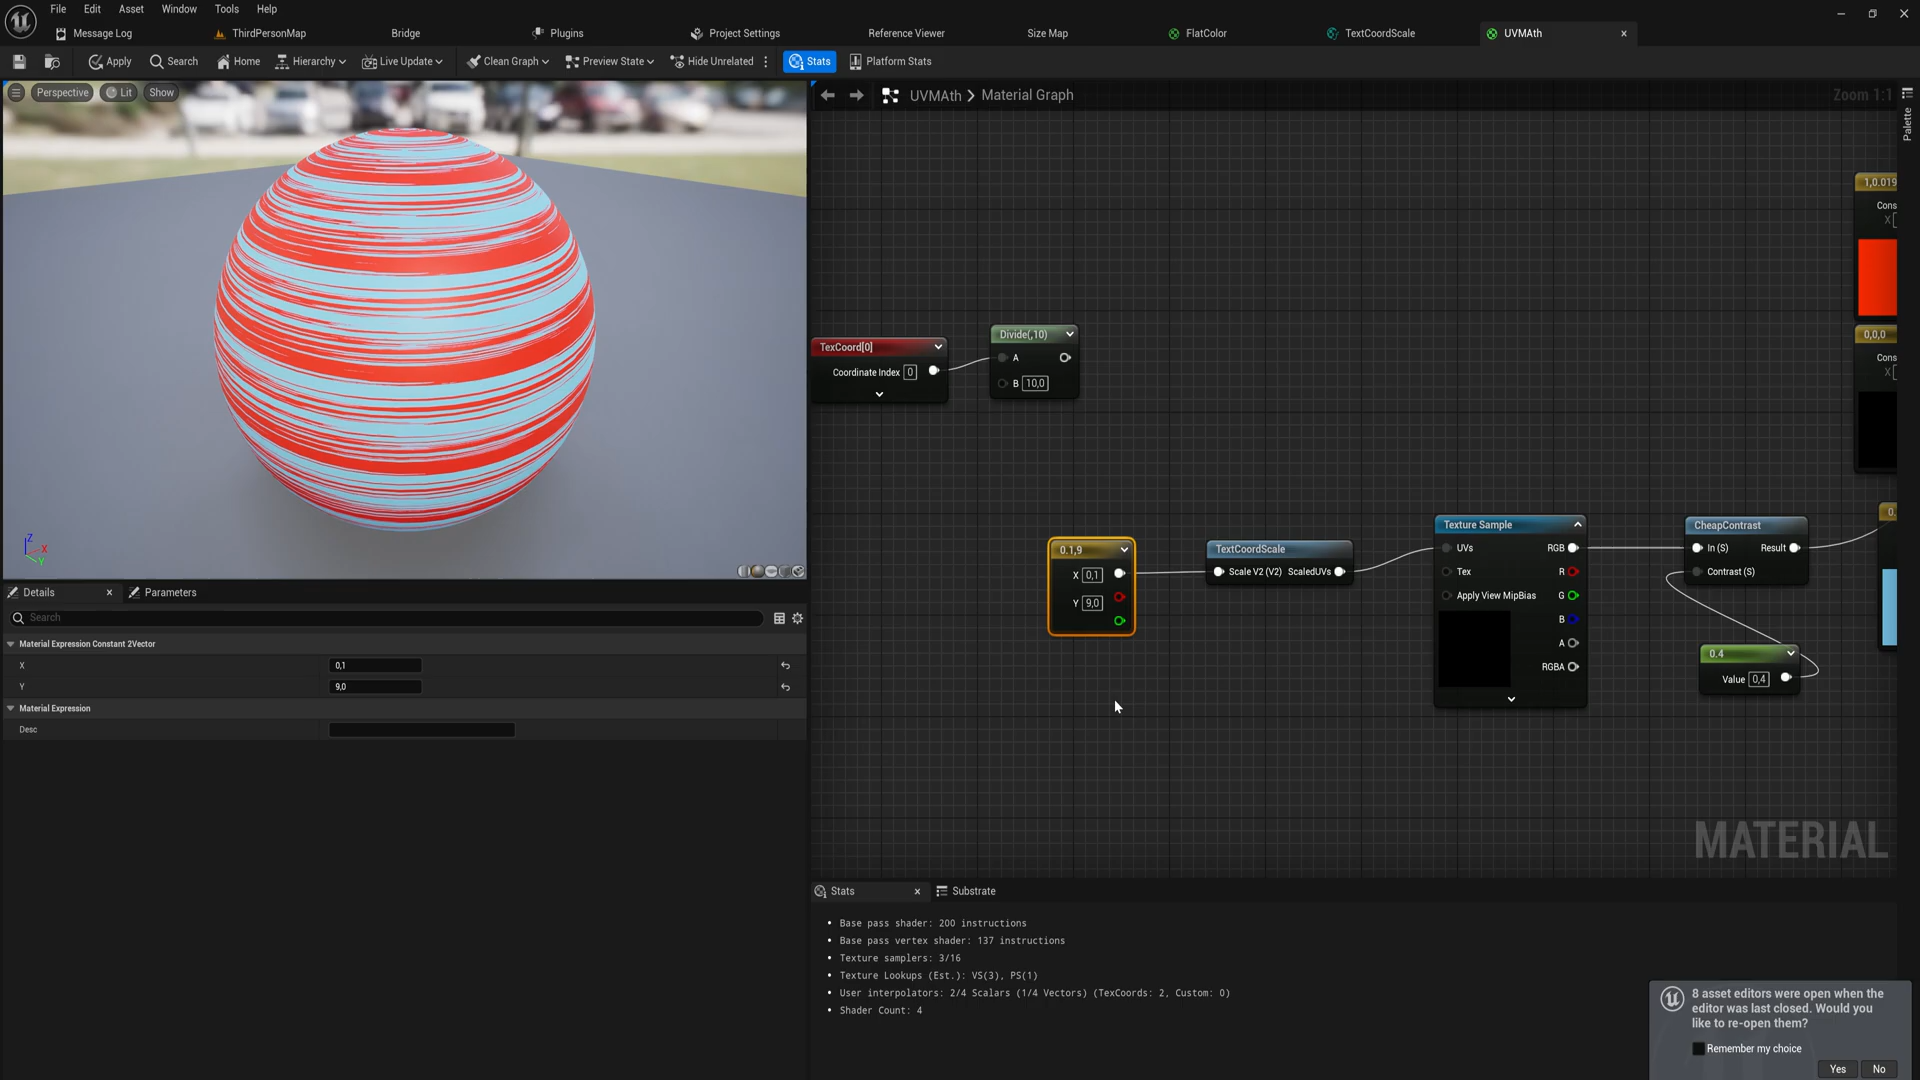 File Edit Asset Window Tools Help
Message Log ThirdPersonMap Bridge Plugins Project Settings Reference Viewer Size Map FlatColor TextCoordScale UVMAth
Apply Search Home Hierarchy Live Update Clean Graph Preview State Hide Unrelated Stats Platform Stats
Perspective Lit Show
UVMAth > Material Graph
Zoom 1:1
Palette
1,0.019
Cons
X
0,0,0
Cons
X
Divide(,10)
A
B 10,0
TexCoord[0]
Coordinate Index 0
0.1,9
X 0,1
Y 9,0
TextCoordScale
Scale V2 (V2) ScaledUVs
Texture Sample
UVs RGB
Tex R
Apply View MipBias G
B
A
RGBA
CheapContrast
In (S) Result
Contrast (S)
0.
0.4
Value 0,4
MATERIAL
Z
X
Y
Details Parameters
Search
Material Expression Constant 2Vector
X 0,1
Y 9,0
Material Expression
Desc
Stats Substrate
• Base pass shader: 200 instructions
• Base pass vertex shader: 137 instructions
• Texture samplers: 3/16
• Texture Lookups (Est.): VS(3), PS(1)
• User interpolators: 2/4 Scalars (1/4 Vectors) (TexCoords: 2, Custom: 0)
• Shader Count: 4
8 asset editors were open when the
editor was last closed. Would you
like to re-open them?
Remember my choice
Yes No